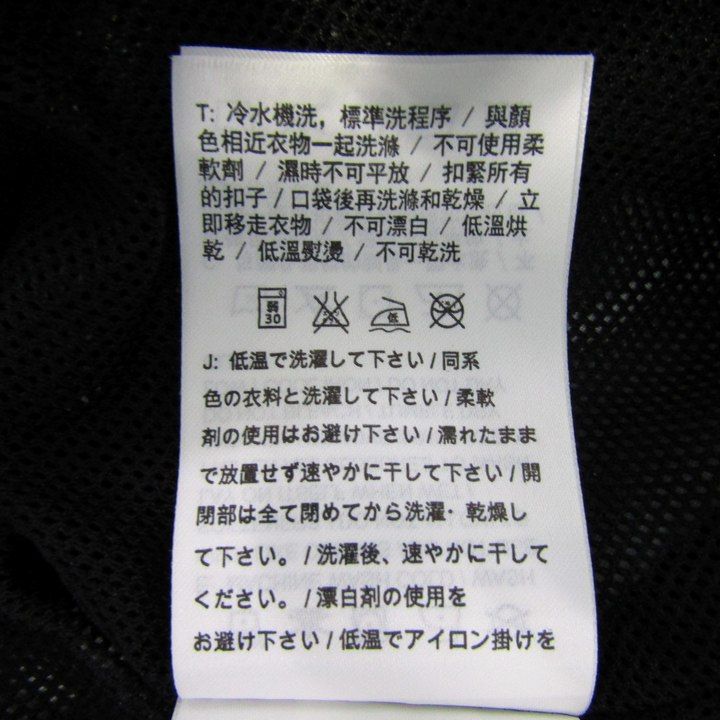 T: 冷水機洗，標準洗程序 / 與顏
色相近衣物一起洗滌 / 不可使用柔
軟劑 / 濕時不可平放 / 扣緊所有
的扣子 / 口袋後再洗滌和乾燥 / 立
即移走衣物 / 不可漂白 / 低溫烘
乾 / 低溫熨燙 / 不可乾洗
弱 30 低
J: 低温で洗濯して下さい / 同系
色の衣料と洗濯して下さい / 柔軟
剤の使用はお避け下さい / 濡れたまま
で放置せず速やかに干して下さい / 開
閉部は全て閉めてから洗濯・乾燥し
て下さい。 / 洗濯後、速やかに干して
ください。 / 漂白剤の使用を
お避け下さい / 低温でアイロン掛けを